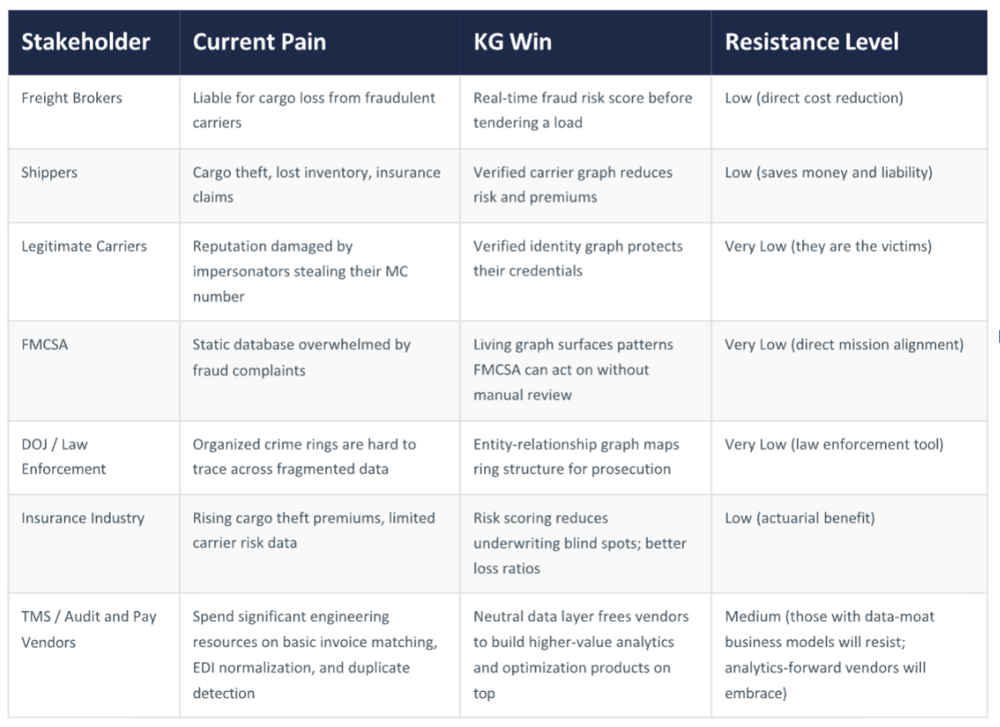 Stakeholder
Current Pain
KG Win
Resistance Level
Freight Brokers
Liable for cargo loss from fraudulent
carriers
Real-time fraud risk score before
tendering a load
Low (direct cost reduction)
Shippers
Cargo theft, lost inventory, insurance
claims
Verified carrier graph reduces
risk and premiums
Low (saves money and liability)
Legitimate Carriers
Reputation damaged by
impersonators stealing their MC
number
Verified identity graph protects
their credentials
Very Low (they are the victims)
FMCSA
Static database overwhelmed by
fraud complaints
Living graph surfaces patterns
FMCSA can act on without
manual review
Very Low (direct mission alignment)
DOJ / Law
Enforcement
Organized crime rings are hard to
trace across fragmented data
Entity-relationship graph maps
ring structure for prosecution
Very Low (law enforcement tool)
Insurance Industry
Rising cargo theft premiums, limited
carrier risk data
Risk scoring reduces
underwriting blind spots; better
loss ratios
Low (actuarial benefit)
TMS / Audit and Pay
Vendors
Spend significant engineering
resources on basic invoice matching,
EDI normalization, and duplicate
detection
Neutral data layer frees vendors
to build higher-value analytics
and optimization products on
top
Medium (those with data-moat
business models will resist;
analytics-forward vendors will
embrace)